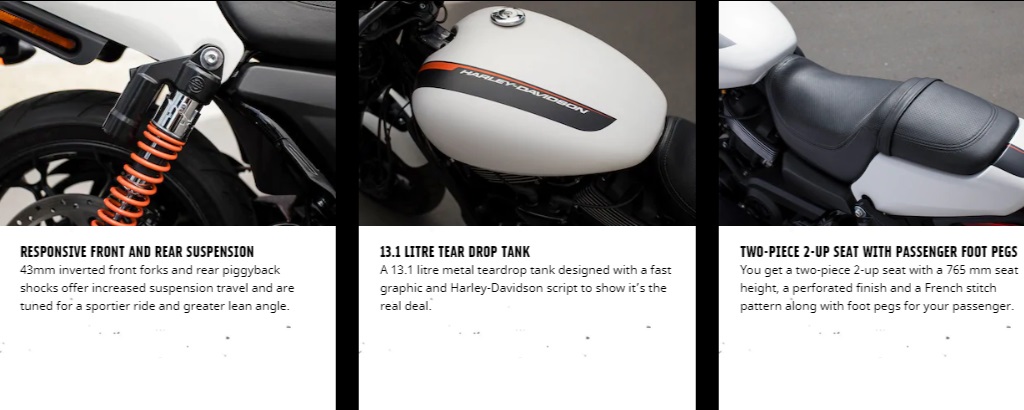 HARLEY-DAVIDSON
RESPONSIVE FRONT AND REAR SUSPENSION
43mm inverted front forks and rear piggyback
shocks offer increased suspension travel and are
tuned for a sportier ride and greater lean angle.
13.1 LITRE TEAR DROP TANK
A 13.1 litre metal teardrop tank designed with a fast
graphic and Harley-Davidson script to show it's the
real deal.
TWO-PIECE 2-UP SEAT WITH PASSENGER FOOT PEGS
You get a two-piece 2-up seat with a 765 mm seat
height, a perforated finish and a French stitch
pattern along with foot pegs for your passenger.